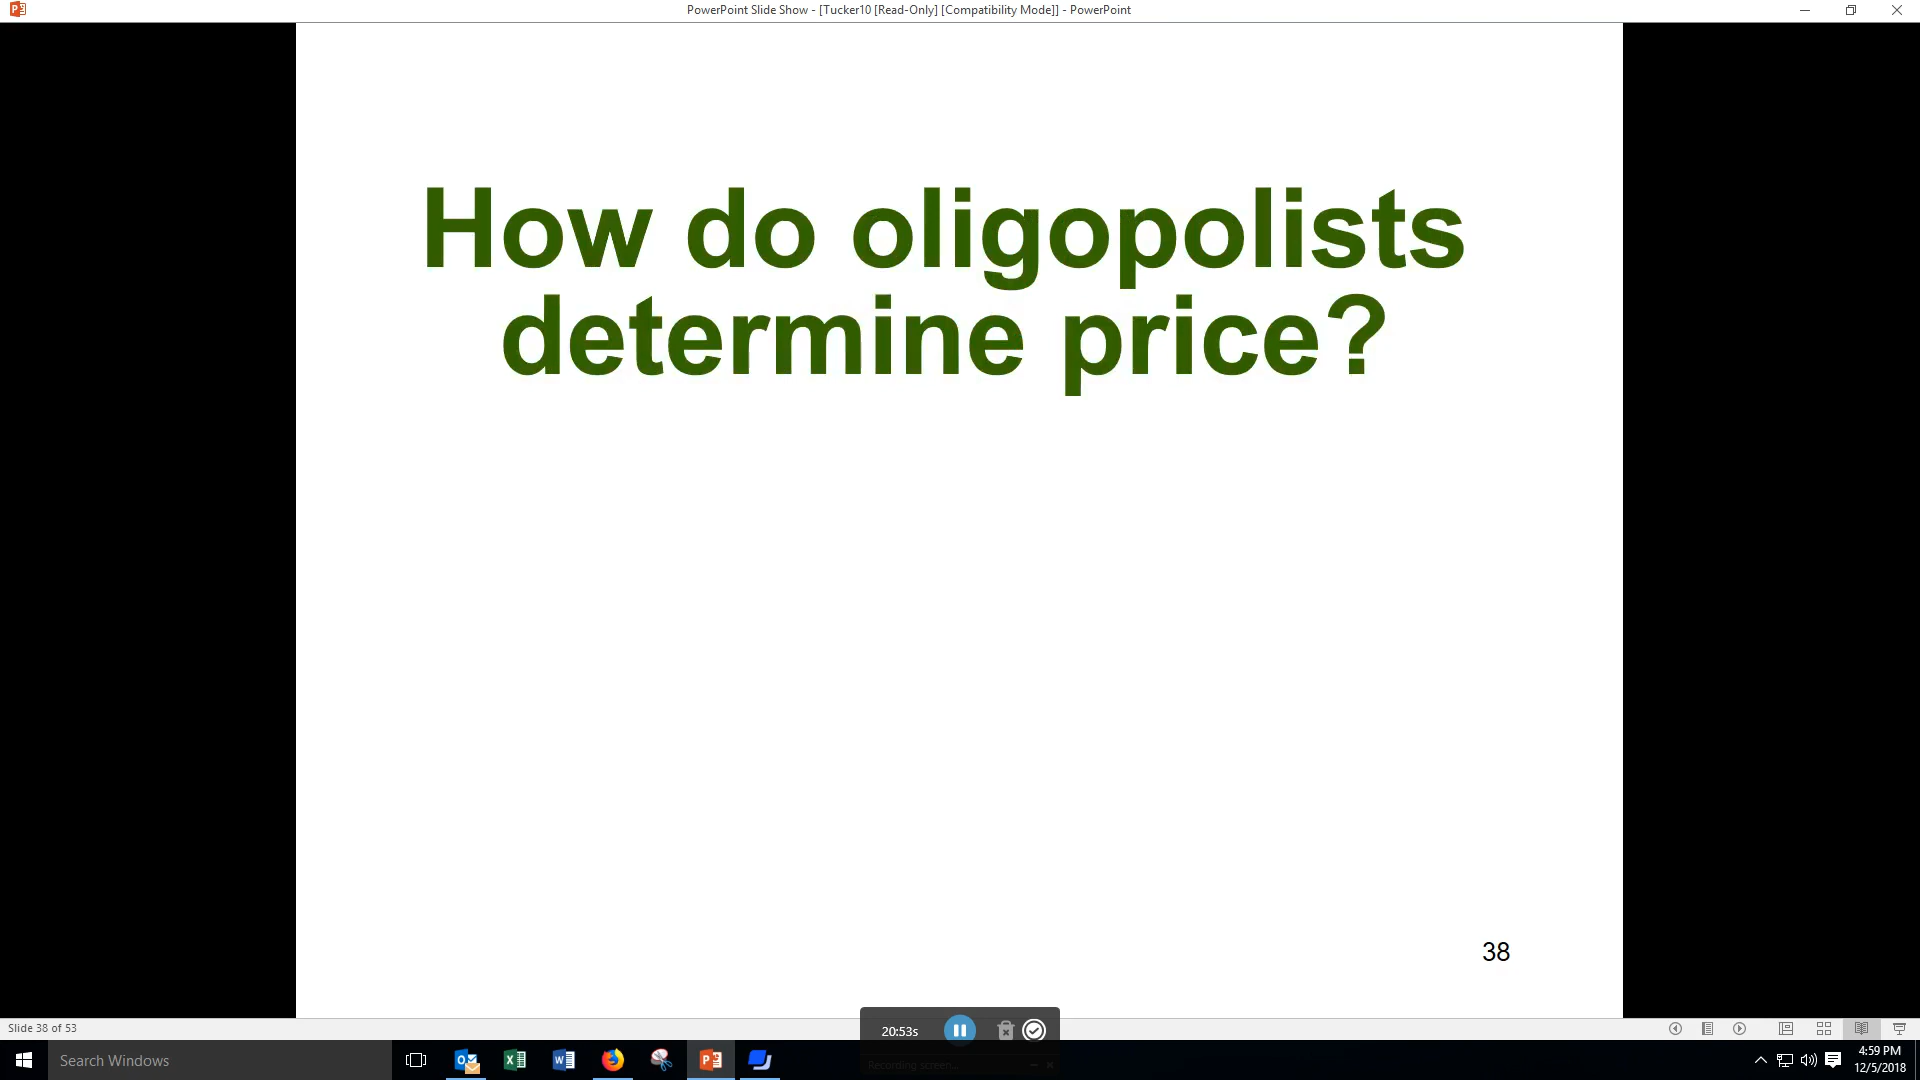 PowerPoint Slide Show - [Tucker10 [Read-Only] [Compatibility Mode]] - PowerPoint
How do oligopolists
determine price?
38
Slide 38 of 53
20:53s
Recording screen...
Search Windows
4:59 PM
12/5/2018